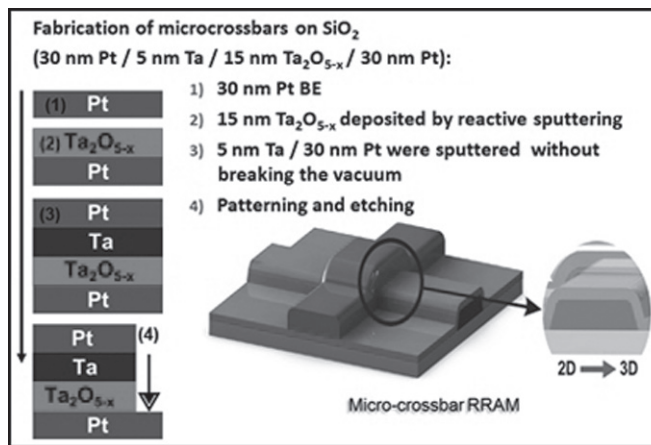 Fabrication of microcrossbars on SiO₂
(30 nm Pt / 5 nm Ta / 15 nm Ta₂O₅₋ₓ / 30 nm Pt):
1) 30 nm Pt BE
2) 15 nm Ta₂O₅₋ₓ deposited by reactive sputtering
3) 5 nm Ta / 30 nm Pt were sputtered without
breaking the vacuum
4) Patterning and etching
(1) Pt
(2) Ta₂O₅₋ₓ
Pt
(3) Pt
Ta
Ta₂O₅₋ₓ
Pt
Pt (4)
Ta
Ta₂O₅₋ₓ
Pt
2D 3D
Micro-crossbar RRAM